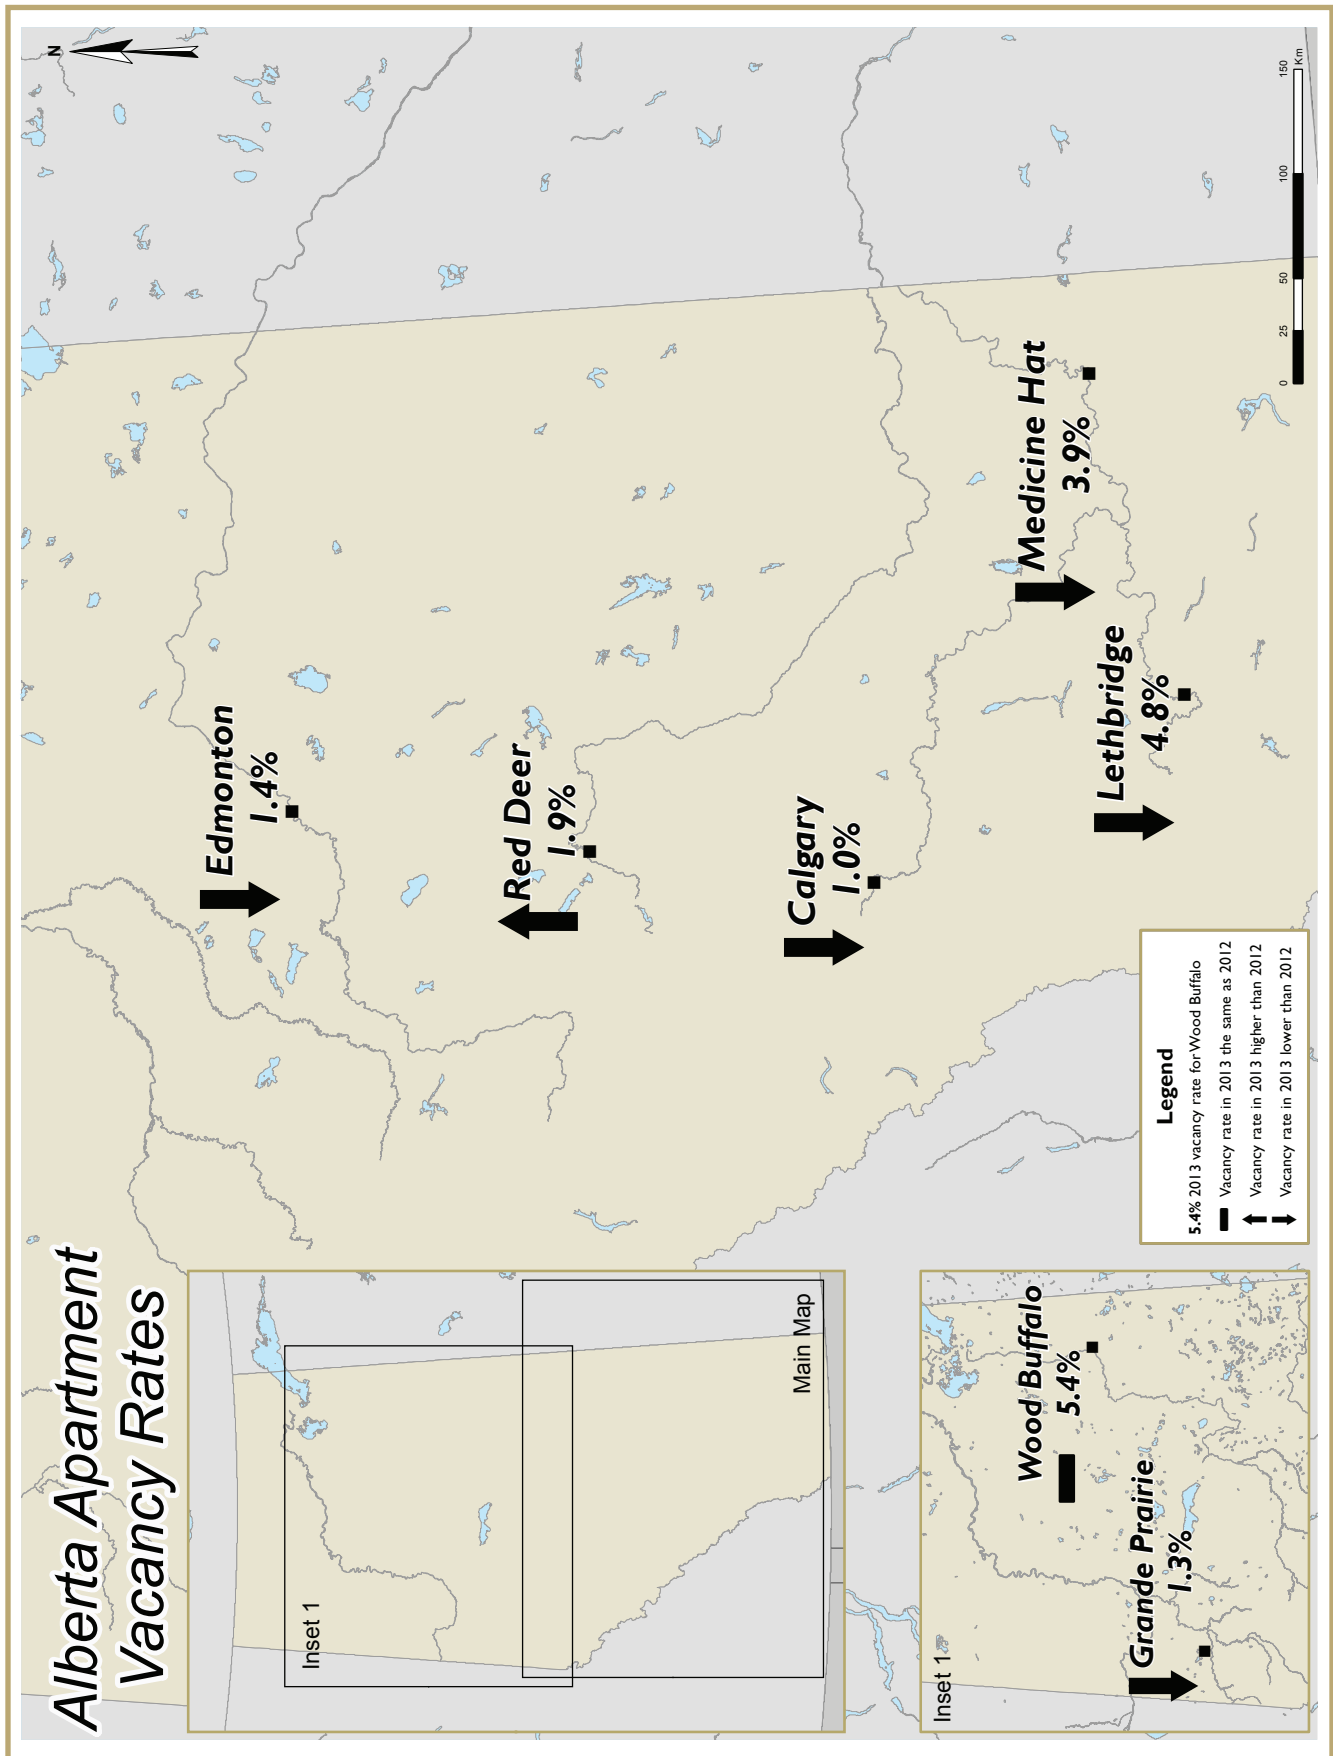 Alberta Apartment
Vacancy Rates
N
Edmonton
1.4%
Red Deer
1.9%
Calgary
1.0%
Medicine Hat
3.9%
Lethbridge
4.8%
Inset 1
Main Map
Inset 1
Wood Buffalo
5.4%
Grande Prairie
1.3%
Legend
5.4% 2013 vacancy rate for Wood Buffalo
Vacancy rate in 2013 the same as 2012
Vacancy rate in 2013 higher than 2012
Vacancy rate in 2013 lower than 2012
0 25 50 100 150
Km